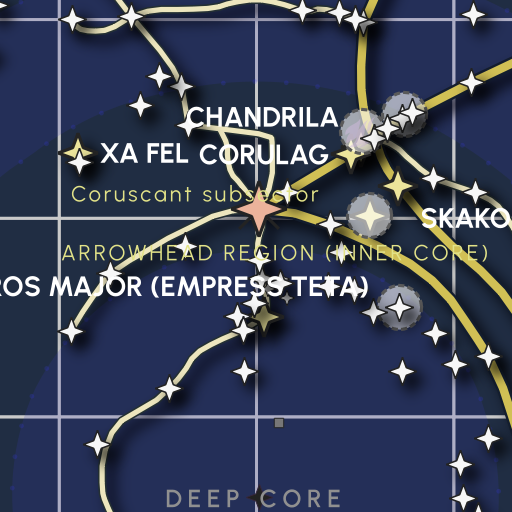 CHANDRILA
XA FEL CORULAG
Coruscant subsector
SKAKO
ARROWHEAD REGION (INNER CORE)
ROS MAJOR (EMPRESS TETA)
DEEP CORE